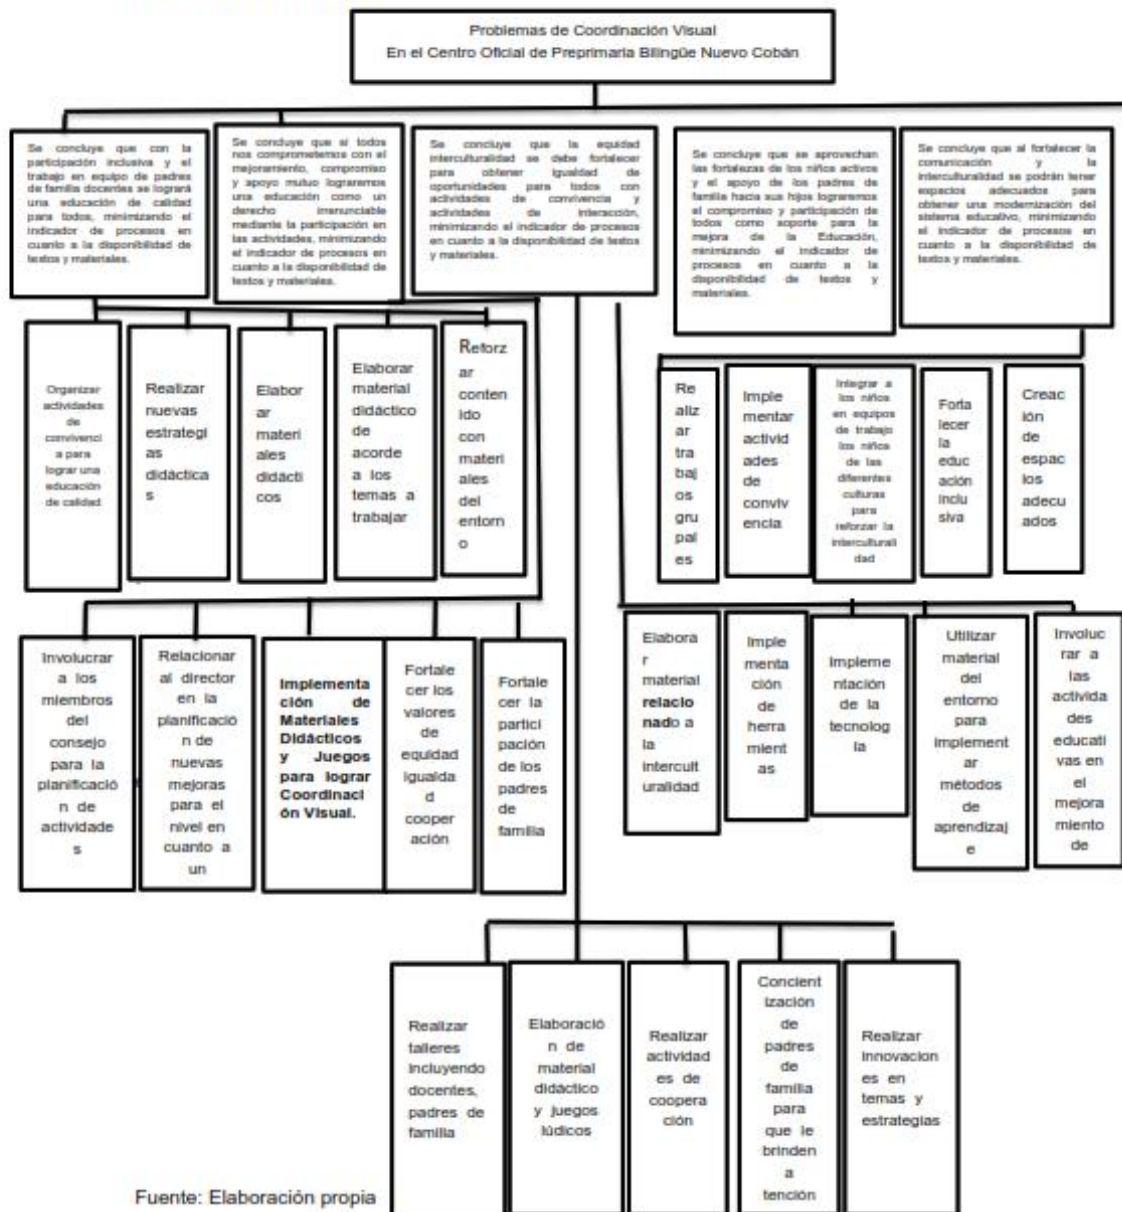 Problemas de Coordinación Visual
En el Centro Oficial de Preprimaria Bilingüe Nuevo Cobán
Se concluye que con la
participación inclusiva y el
trabajo en equipo de padres
de familia docentes se logrará
una educación de calidad
para todos, minimizando el
indicador de procesos en
cuanto a la disponibilidad de
textos y materiales.
Se concluye que si todos
nos comprometemos con el
mejoramiento, compromiso
y apoyo mutuo lograremos
una educación como un
derecho irrenunciable
mediante la participación en
las actividades, minimizando
el indicador de procesos en
cuanto a la disponibilidad de
textos y materiales.
Se concluye que la equidad
interculturalidad se debe fortalecer
para obtener igualdad de
oportunidades para todos con
actividades de convivencia y
actividades de interacción,
minimizando el indicador de procesos
en cuanto a la disponibilidad de textos
y materiales.
Se concluye que se aprovechan
las fortalezas de los niños activos
y el apoyo de los padres de
familia hacia sus hijos lograremos
el compromiso y participación de
todos como soporte para la
mejora de la Educación,
minimizando el indicador de
procesos en cuanto a la
disponibilidad de textos y
materiales.
Se concluye que al fortalecer la
comunicación y la
interculturalidad se podrán tener
expactos adecuados para
obtener una modernización del
sistema educativo, minimizando
el indicador de procesos en
cuanto a la disponibilidad de
textos y materiales.
Organizar
actividades
de
convivenci
a para
lograr una
educación
de calidad
Realizar
nuevas
estrategi
as
didáctica
s
Elabor
ar
materi
ales
didácti
cos
Elaborar
material
didáctico
de
acorde
a los
temas a
trabajar
Reforz
ar
conten
ido
con
materi
ales
del
entorn
o
Re
aliz
ar
tra
baj
os
gru
pal
es
Imple
mentar
activid
ades
de
conviv
encia
Integrar a
los niños
en equipos
de trabajo
los niños
de las
diferentes
culturas
para
reforzar la
interculturali
dad
Forta
lecer
la
educ
ación
inclu
siva
Creac
ión
de
espac
ios
adecu
ados
Involucrar
a los
miembros
del
consejo
para la
planificació
n de
actividade
s
Relacionar
al director
en la
planificació
n de
nuevas
mejoras
para el
nivel en
cuanto a
un
Implementa
ción de
Materiales
Didácticos
y Juegos
para lograr
Coordinaci
ón Visual.
Fortale
cer los
valores
de
equidad
igualda
d
cooper
ación
Fortale
cer la
partici
pación
de los
padres
de
familia
Elabora
r
material
relacio
nado a
la
intercult
uralidad
Imple
menta
ción
de
herra
mient
as
Impleme
ntación
de la
tecnolog
ía
Utilizar
material
del
entorno
para
implement
ar
métodos
de
aprendizaj
e
Involuc
rar a
las
activida
des
educati
vas en
el
mejora
miento
de
Realizar
talleres
incluyendo
docentes,
padres de
familia
Elaboració
n de
material
didáctico
y juegos
lúdicos
Realizar
actividad
es de
coopera
ción
Concient
ización
de
padres
de
familia
para
que le
brinden
a
tención
Realizar
innovacion
es en
temas y
estrategias
Fuente: Elaboración propia